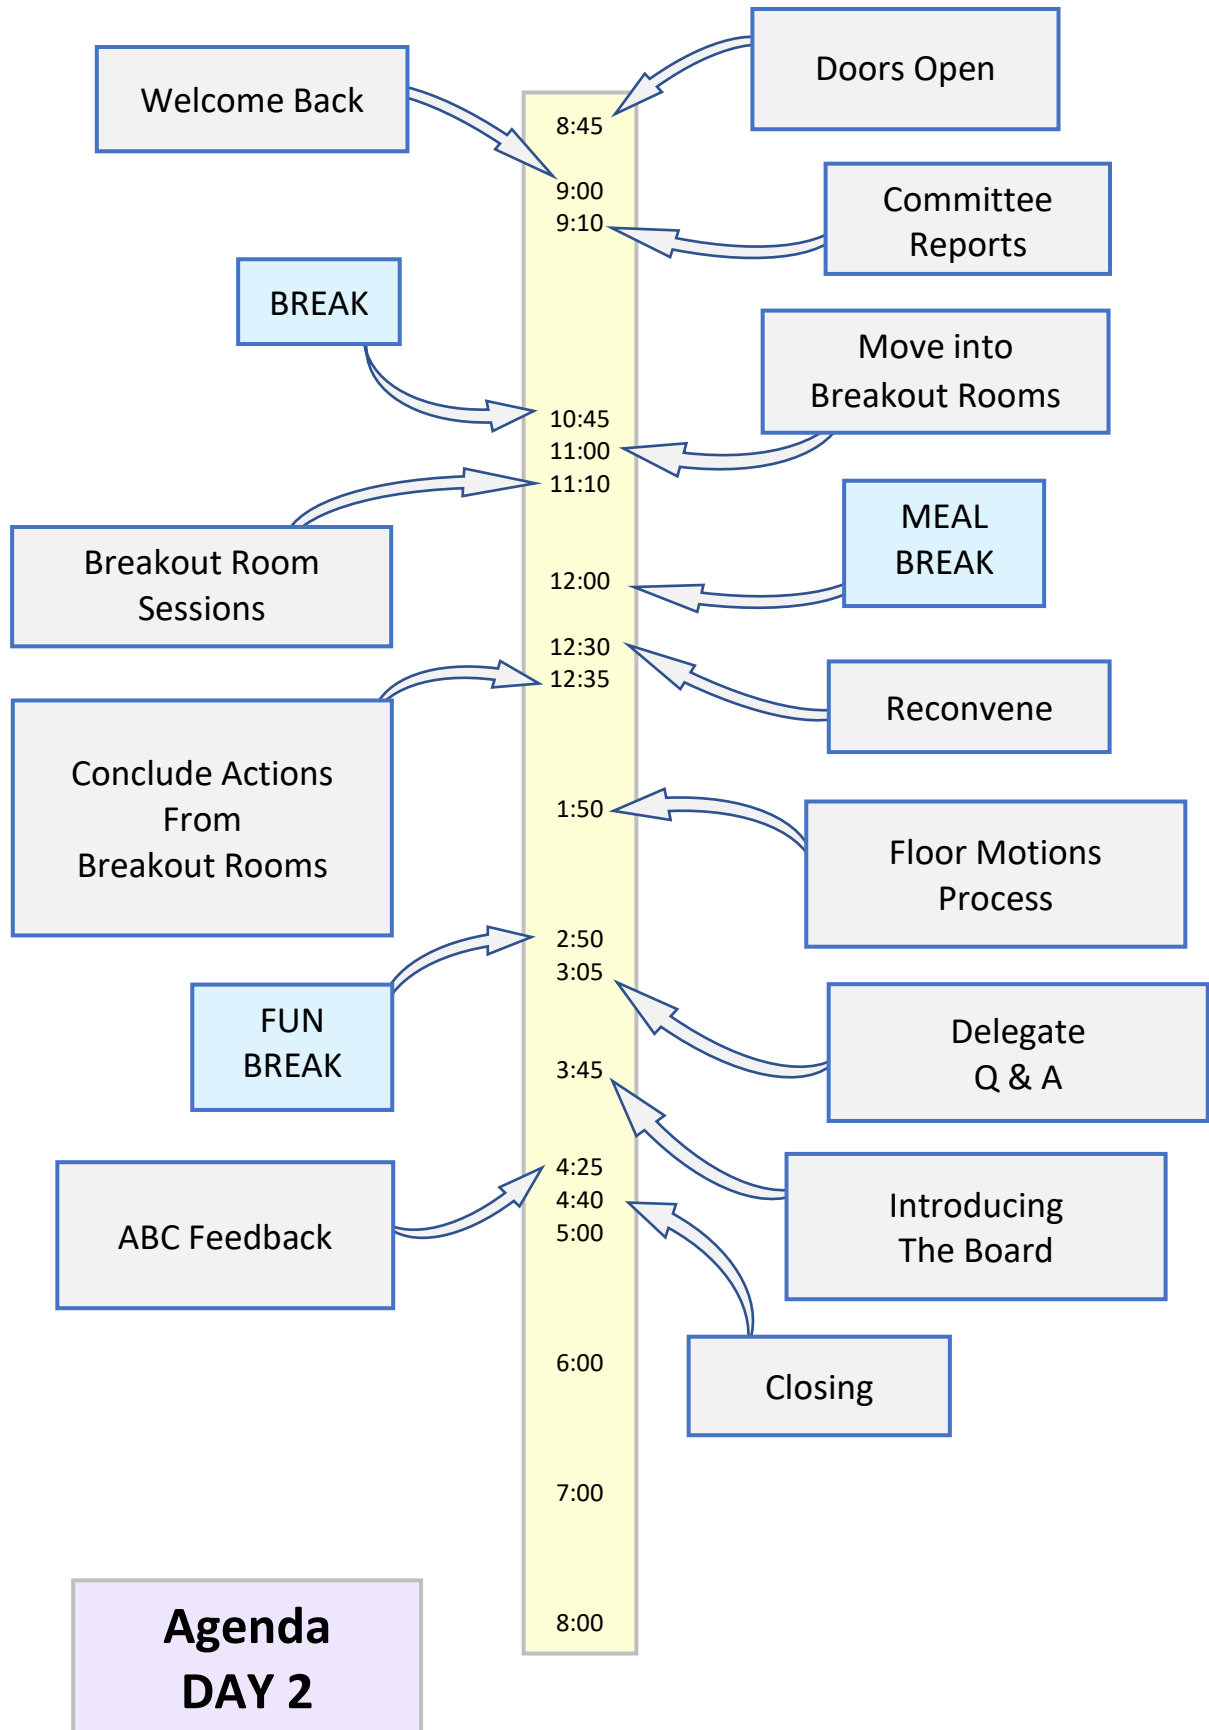 Doors Open
Welcome Back
8:45
9:00
9:10
Committee
Reports
BREAK
Move into
Breakout Rooms
10:45
11:00
11:10
MEAL
BREAK
Breakout Room
Sessions
12:00
12:30
12:35
Reconvene
Conclude Actions
From
Breakout Rooms
1:50
Floor Motions
Process
2:50
3:05
FUN
BREAK
Delegate
Q & A
3:45
4:25
4:40
5:00
ABC Feedback
Introducing
The Board
6:00
Closing
7:00
8:00
Agenda
DAY 2